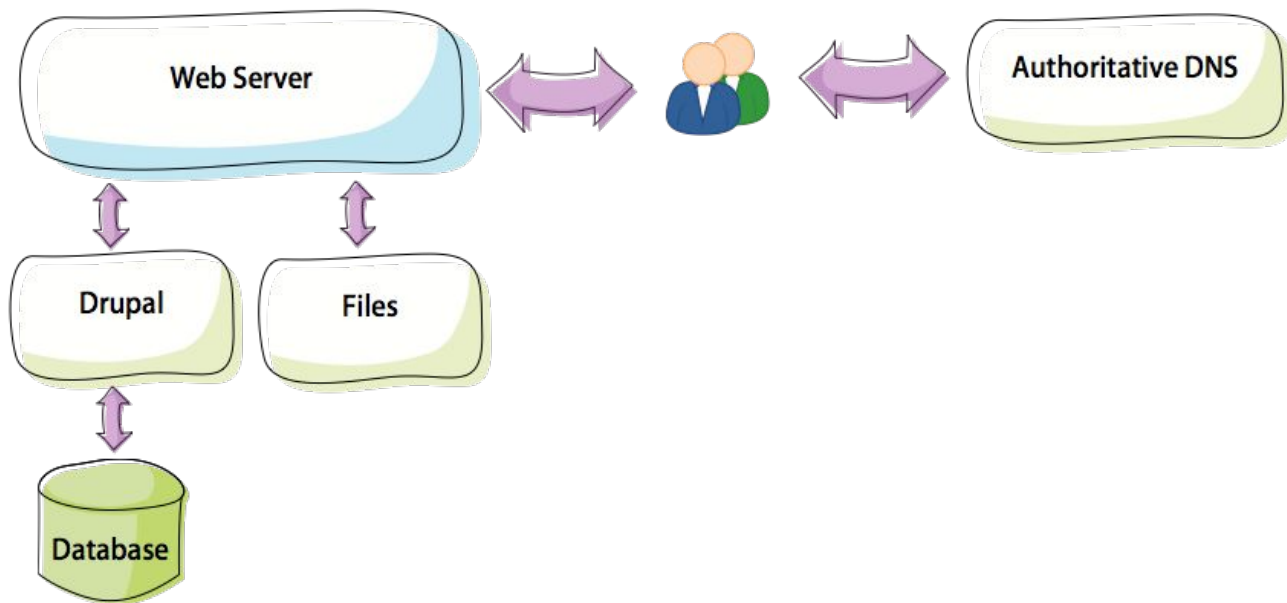 Web Server
Authoritative DNS
Drupal
Files
Database